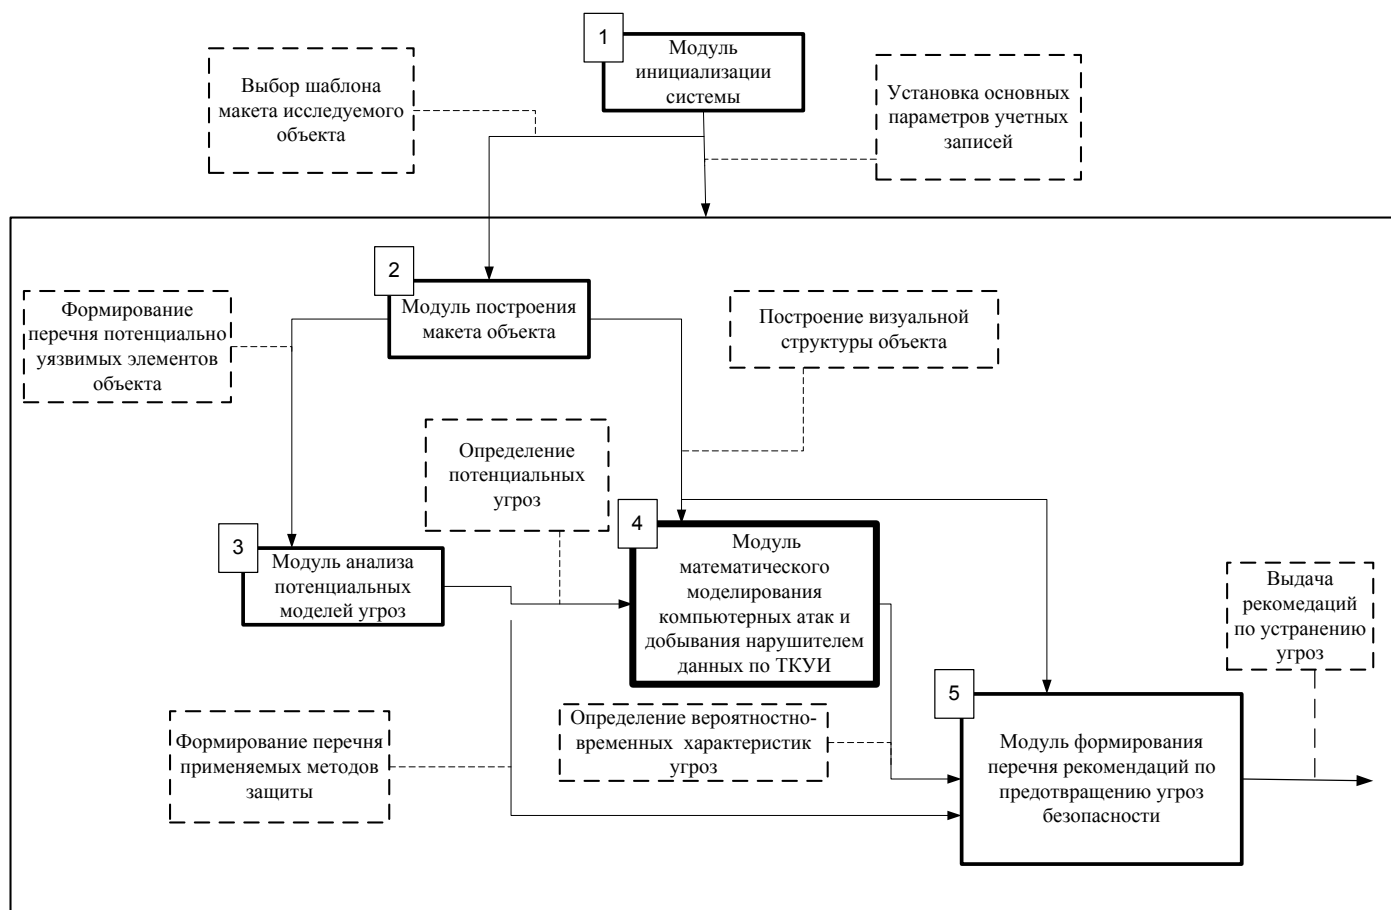 1
Модуль
инициализации
системы
Выбор шаблона
макета исследуемого
объекта
Установка основных
параметров учетных
записей
2
Модуль построения
макета объекта
Формирование
перечня потенциально
уязвимых элементов
объекта
Построение визуальной
структуры объекта
Определение
потенциальных
угроз
3
Модуль анализа
потенциальных
моделей угроз
4
Модуль
математического
моделирования
компьютерных атак и
добывания нарушителем
данных по ТКУИ
Выдача
рекомедаций
по устранению
угроз
Формирование перечня
применяемых методов
защиты
Определение вероятностно-
временных характеристик
угроз
5
Модуль формирования
перечня рекомендаций по
предотвращению угроз
безопасности